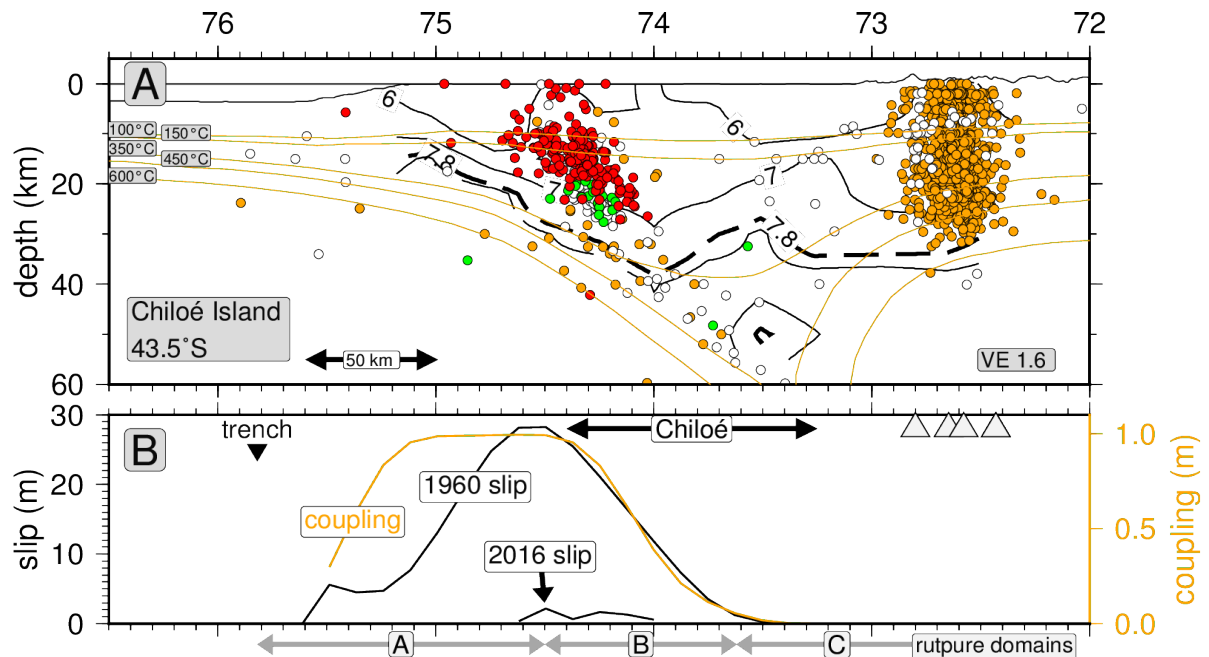 76 75 74 73 72
A
0
20
40
60
depth (km)
100°C 150°C
350°C 450°C
600°C
6
7.8
7
6
7
7.8
Chiloé Island
43.5°S
50 km
VE 1.6
B
30
20
10
0
slip (m)
trench
Chiloé
1960 slip
coupling
2016 slip
1.0
0.5
0.0
coupling (m)
A B C rutpure domains